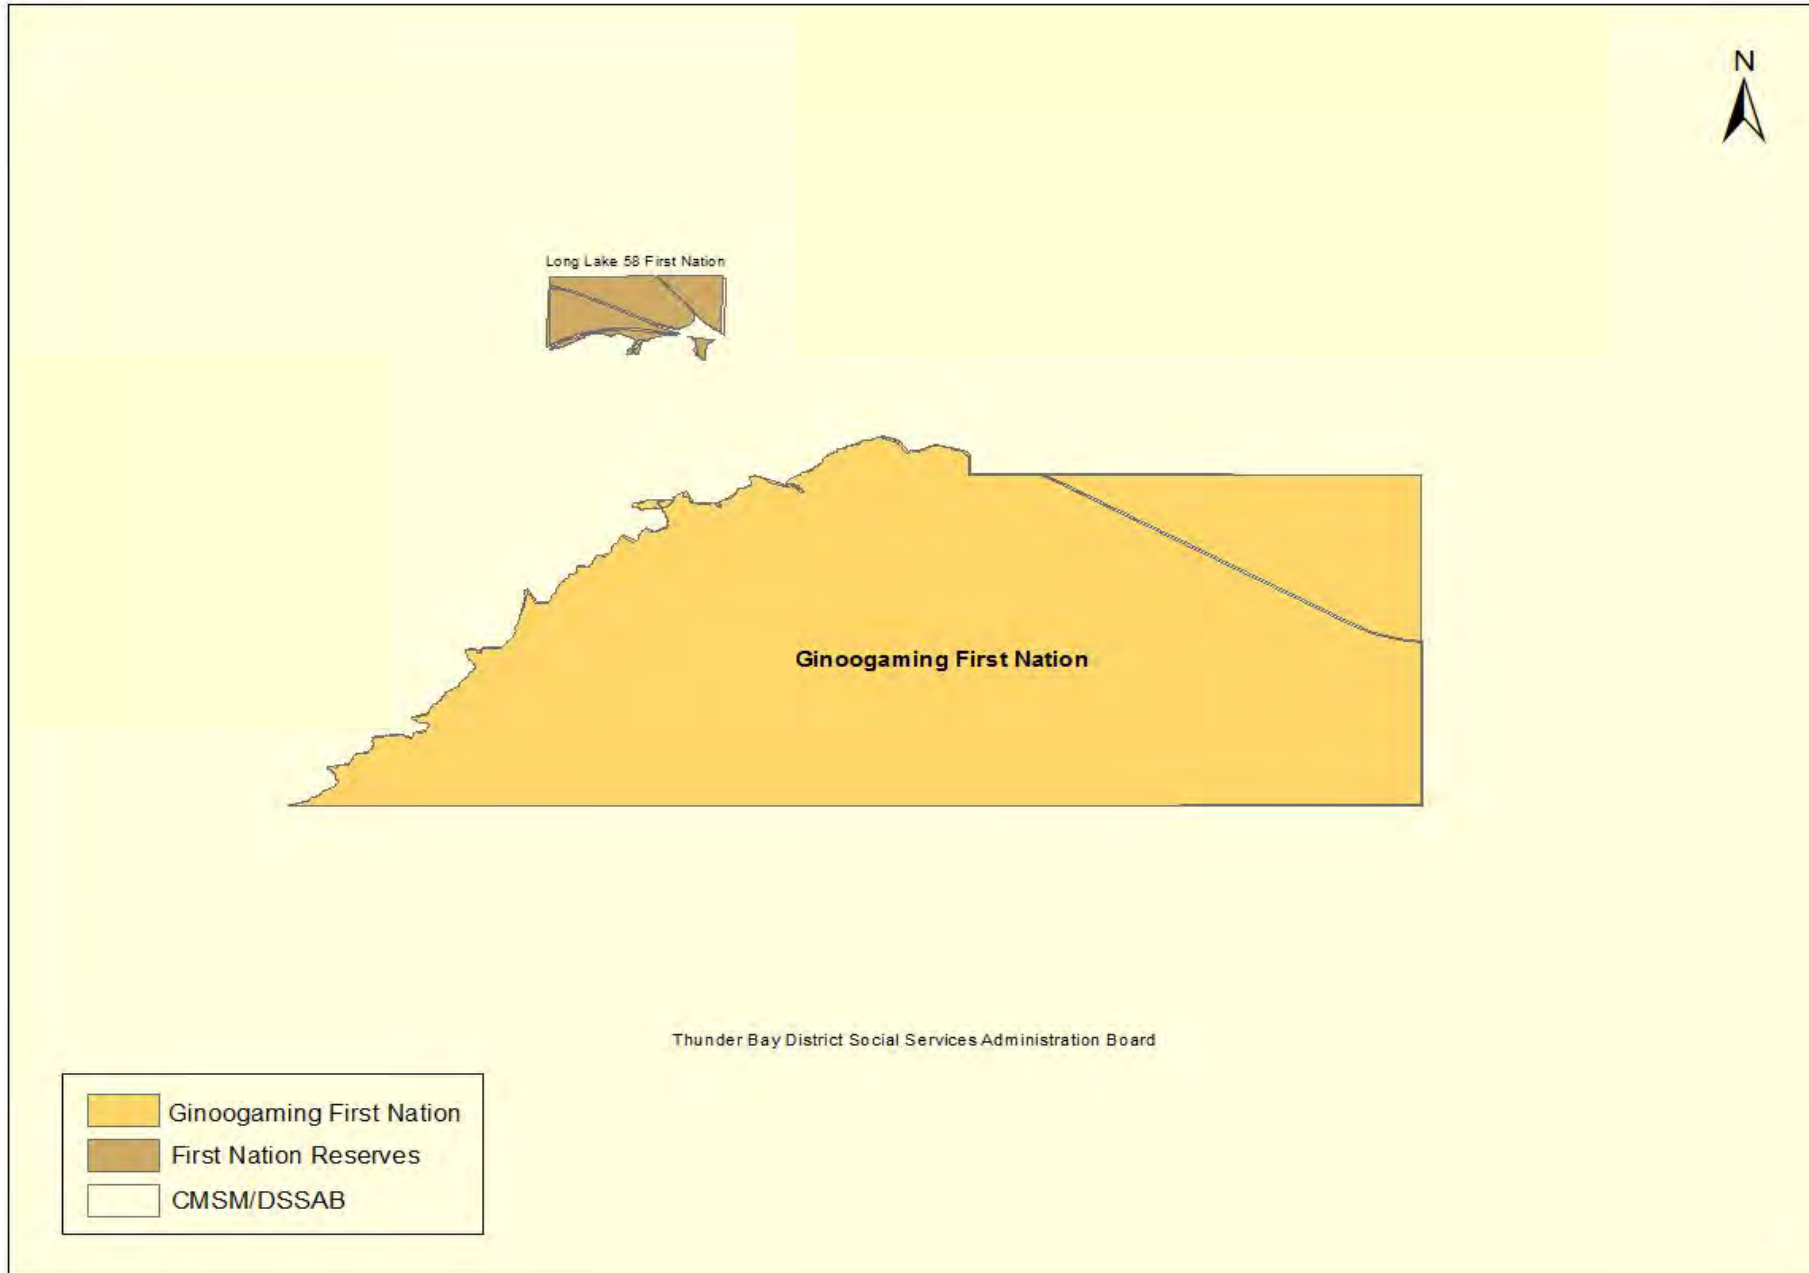 N
Long Lake 58 First Nation
Ginoogaming First Nation
Thunder Bay District Social Services Administration Board
Ginoogaming First Nation
First Nation Reserves
CMSM/DSSAB